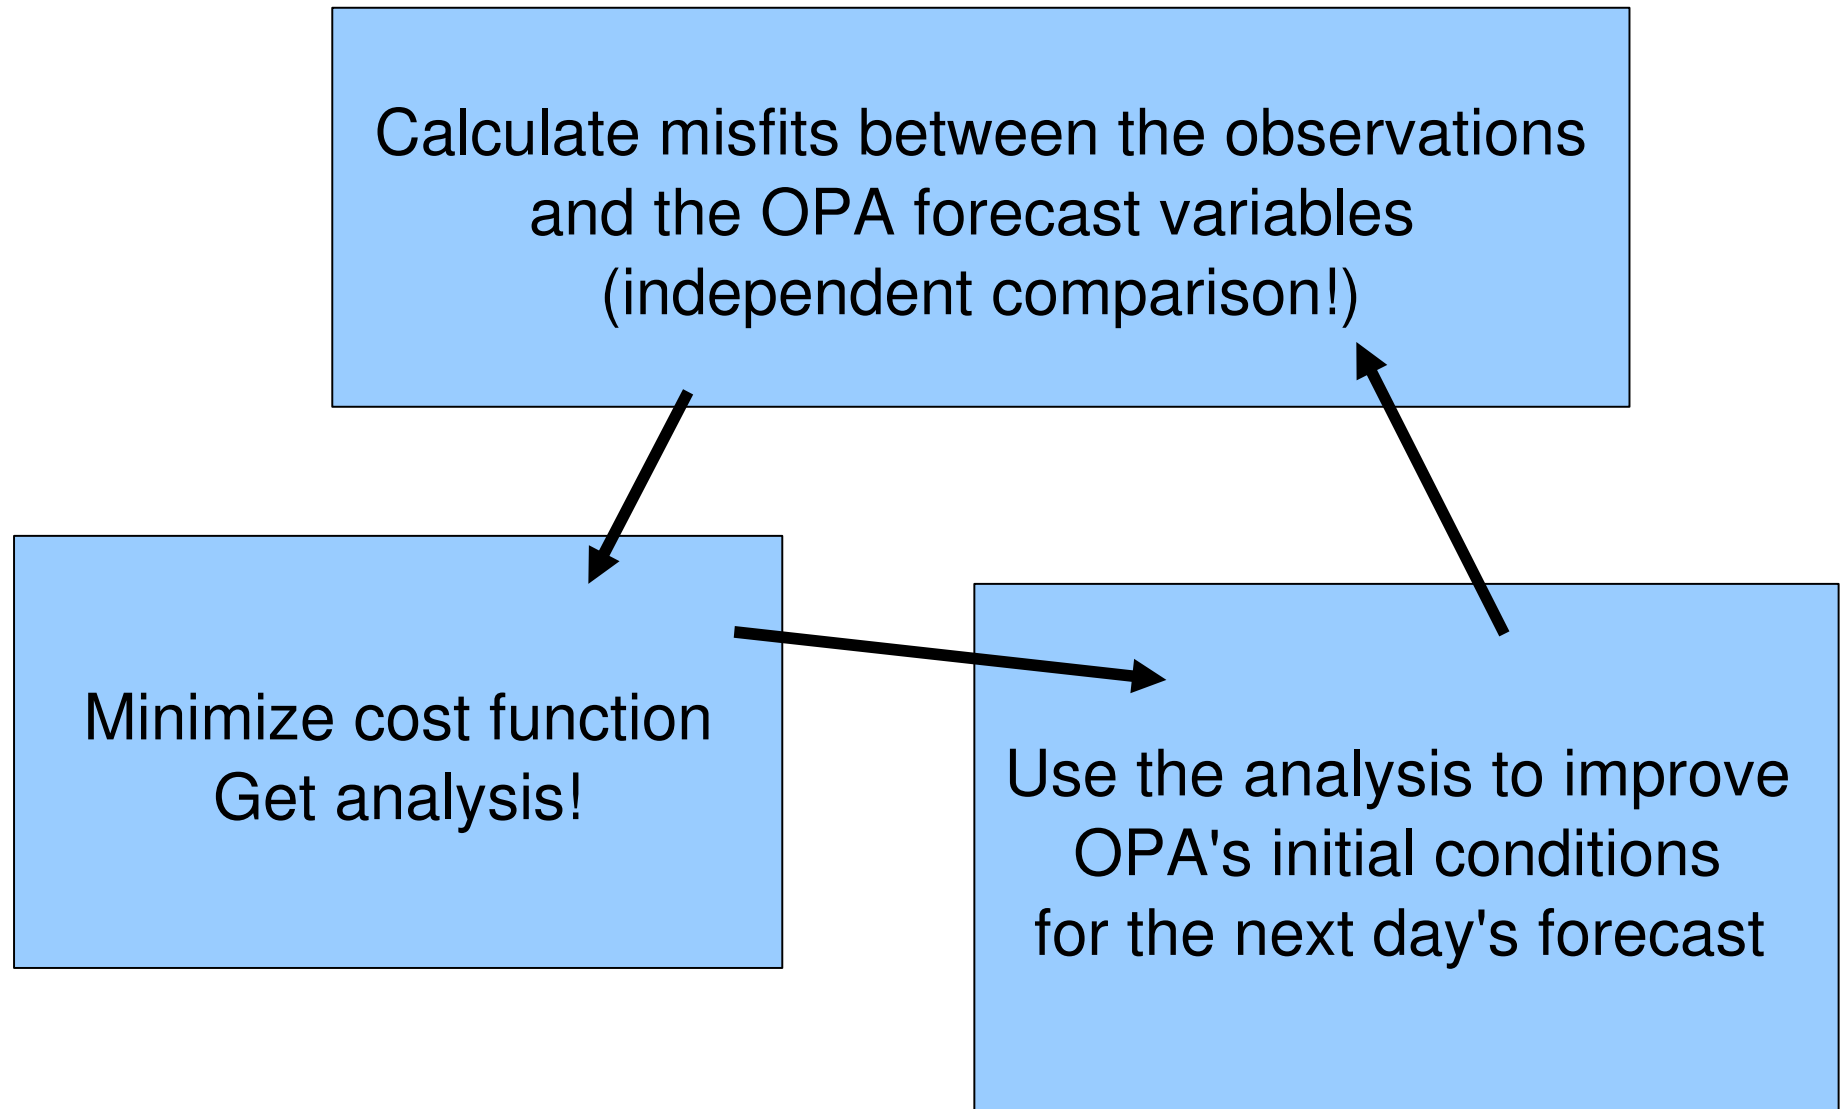 Calculate misfits between the observations
and the OPA forecast variables
(independent comparison!)
Minimize cost function
Get analysis!
Use the analysis to improve
OPA's initial conditions
for the next day's forecast